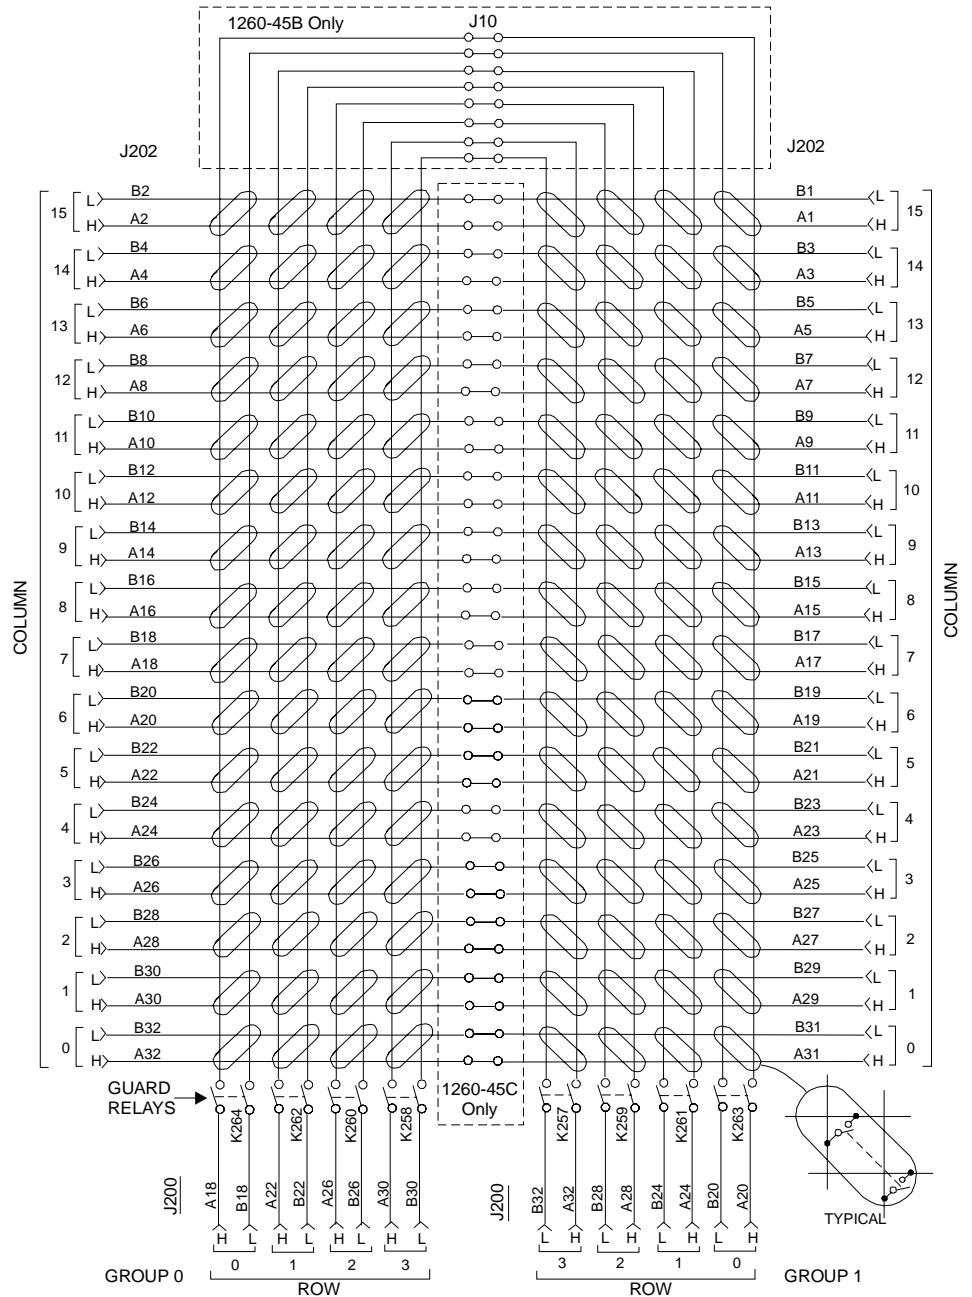 1260-45B Only J10
J202 J202
B2 B1
L L
15 15
H A2 A1 H
B4 B3
L L
14 14
H A4 A3 H
B6 B5
L L
13 13
H A6 A5 H
B8 B7
L L
12 12
H A8 A7 H
B10 B9
L L
11 11
H A10 A9 H
B12 B11
L L
10 10
H A12 A11 H
B14 B13
L L
9 9
H A14 A13 H
B16 B15
L L
8 8
H A16 A15 H
COLUMN COLUMN
B18 B17
L L
7 7
H A18 A17 H
B20 B19
L L
6 6
H A20 A19 H
B22 B21
L L
5 5
H A22 A21 H
B24 B23
L L
4 4
H A24 A23 H
B26 B25
L L
3 3
H A26 A25 H
B28 B27
L L
2 2
H A28 A27 H
B30 B29
L L
1 1
H A30 A29 H
B32 B31
L L
0 0
H A32 A31 H
GUARD
RELAYS
1260-45C
Only
K264 K262 K260 K258 K257 K259 K261 K263
J200 A18 B18 A22 B22 A26 B26 A30 B30 J200 B32 A32 B28 A28 B24 A24 B20 A20
TYPICAL
H L H L H L H L L H L H L H L H
0 1 2 3 3 2 1 0
GROUP 0 ROW ROW GROUP 1